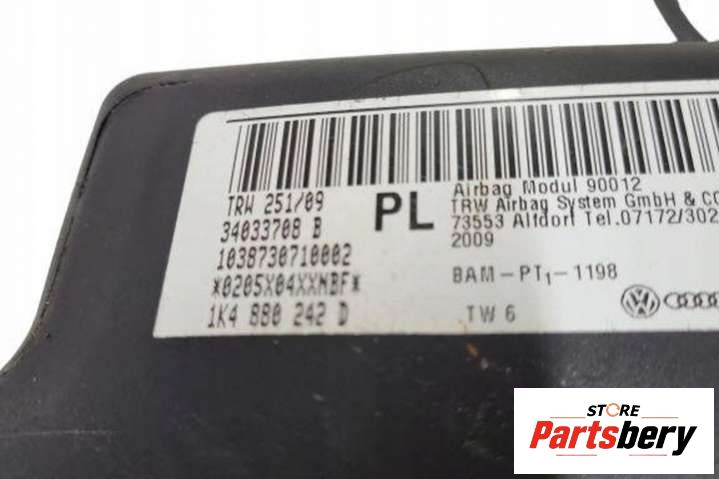 TRW 251/09
34033708 B
1038730710002
*0205X04XXMBF*
1K4 880 242 D
PL
Airbag Modul 90012
TRW Airbag System GmbH & CO
73553 Alfdorf Tel.07172/302
2009
BAM-PT1-1198
TW 6
STORE
Partsbery